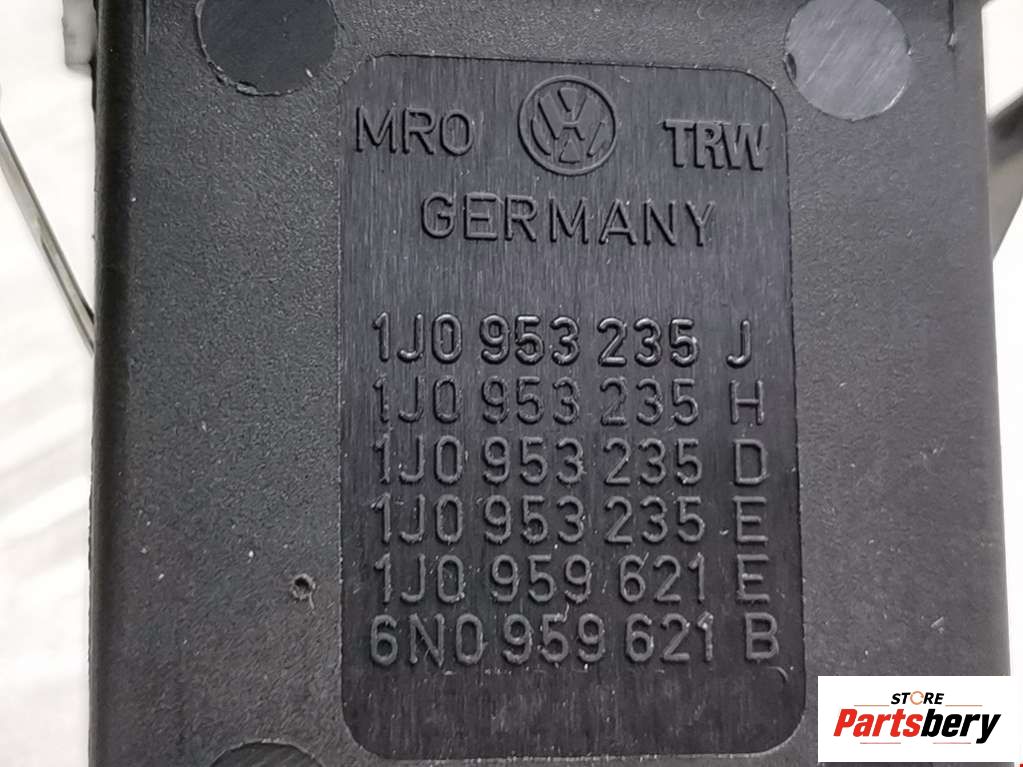 MRO VW TRW
GERMANY
1J0 953 235 J
1J0 953 235 H
1J0 953 235 D
1J0 953 235 E
1J0 959 621 E
6N0 959 621 B
STORE
Partsbery